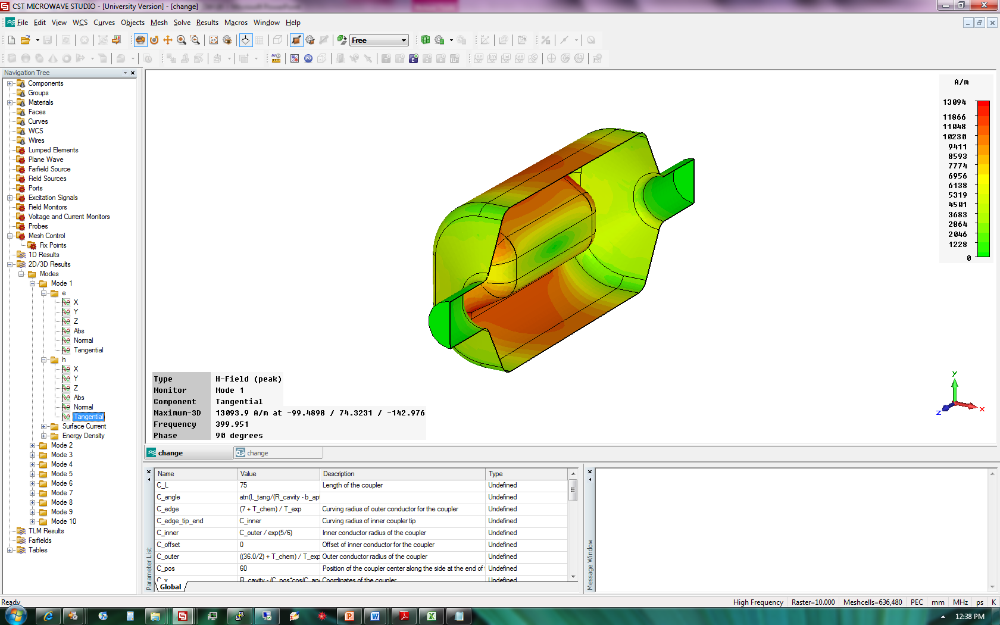 CST MICROWAVE STUDIO - [University Version] - [change]
File Edit View WCS Curves Objects Mesh Solve Results Macros Window Help
Free
Navigation Tree
Components
Groups
Materials
Faces
Curves
WCS
Wires
Lumped Elements
Plane Wave
Farfield Source
Field Sources
Ports
Excitation Signals
Field Monitors
Voltage and Current Monitors
Probes
Mesh Control
Fix Points
1D Results
2D/3D Results
Modes
Mode 1
e
X
Y
Z
Abs
Normal
Tangential
h
X
Y
Z
Abs
Normal
Tangential
Surface Current
Energy Density
Mode 2
Mode 3
Mode 4
Mode 5
Mode 6
Mode 7
Mode 8
Mode 9
Mode 10
TLM Results
Farfields
Tables
A/m
13094
11866
11048
10230
9411
8593
7774
6956
6138
5319
4501
3683
2864
2046
1228
0
Type H-Field (peak)
Monitor Mode 1
Component Tangential
Maximum-3D 13093.9 A/m at -99.4898 / 74.3231 / -142.976
Frequency 399.951
Phase 90 degrees
y
x
z
change change
Name Value Description Type
C_L 75 Length of the coupler Undefined
C_angle atn(L_tang/(R_cavity - b_apt Undefined
C_edge (7 + T_chem) / T_exp Curving radius of outer conductor for the coupler Undefined
C_edge_tip_end C_inner Curving radius of inner coupler tip Undefined
C_inner C_outer / exp(5/6) Inner conductor radius of the coupler Undefined
C_offset 0 Offset of inner conductor for the coupler Undefined
C_outer ((36.0/2) + T_chem) / T_exp Outer conductor radius of the coupler Undefined
C_pos 60 Position of the coupler center along the side at the end of Undefined
C_x R_cavity - (C_pos*cos(C_an Coordinates of the coupler Undefined
Global
Parameter List
Message Window
Ready
High Frequency Raster=10.000 Meshcells=636,480 PEC mm MHz ps K
12:38 PM